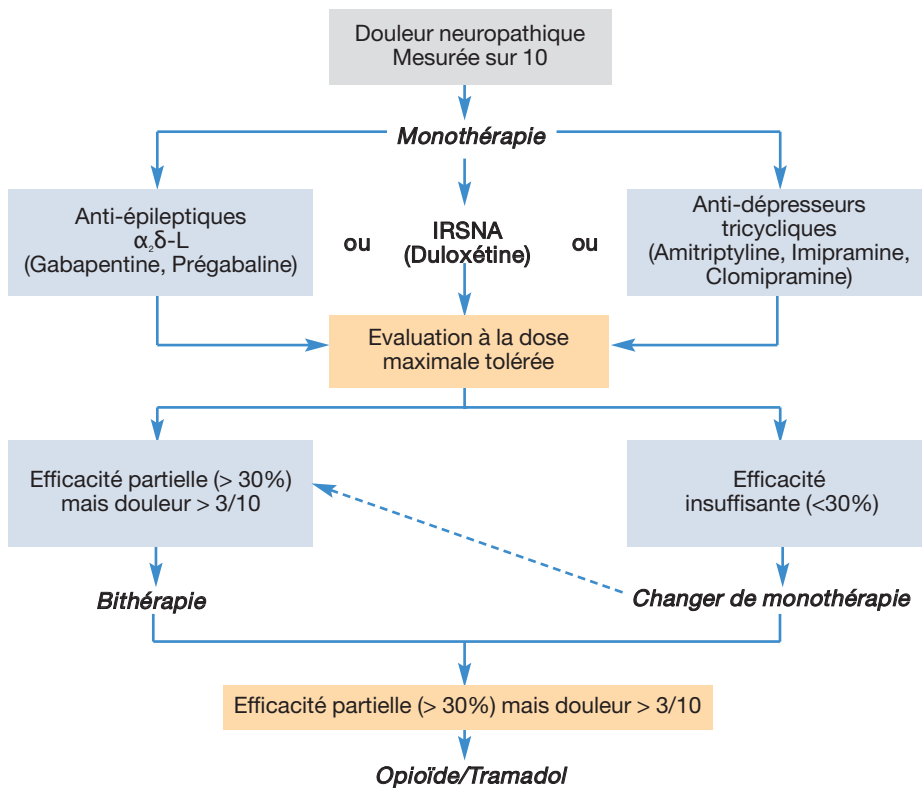 Douleur neuropathique
Mesurée sur 10
Monothérapie
Anti-épileptiques
α₂δ-L
(Gabapentine, Prégabaline)
ou
IRSNA
(Duloxétine)
ou
Anti-dépresseurs
tricycliques
(Amitriptyline, Imipramine,
Clomipramine)
Evaluation à la dose
maximale tolérée
Efficacité partielle (> 30%)
mais douleur > 3/10
Efficacité
insuffisante (<30%)
Bithérapie
Changer de monothérapie
Efficacité partielle (> 30%) mais douleur > 3/10
Opioïde/Tramadol